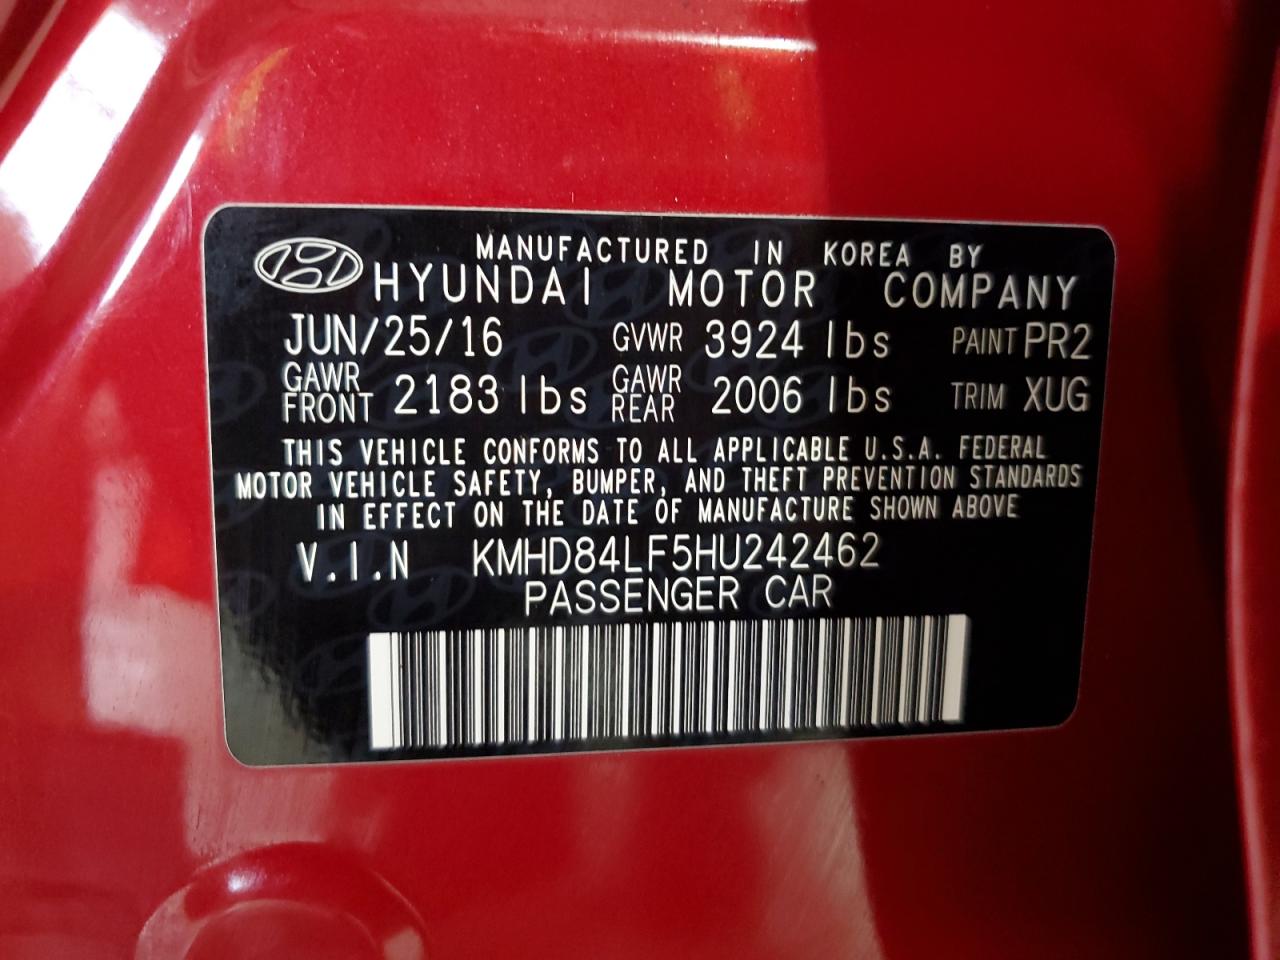 MANUFACTURED IN KOREA BY
HYUNDAI MOTOR COMPANY
JUN/25/16 GVWR 3924 lbs PAINT PR2
GAWR FRONT 2183 lbs GAWR REAR 2006 lbs TRIM XUG
THIS VEHICLE CONFORMS TO ALL APPLICABLE U.S.A. FEDERAL
MOTOR VEHICLE SAFETY, BUMPER, AND THEFT PREVENTION STANDARDS
IN EFFECT ON THE DATE OF MANUFACTURE SHOWN ABOVE
V.I.N KMHD84LF5HU242462
PASSENGER CAR